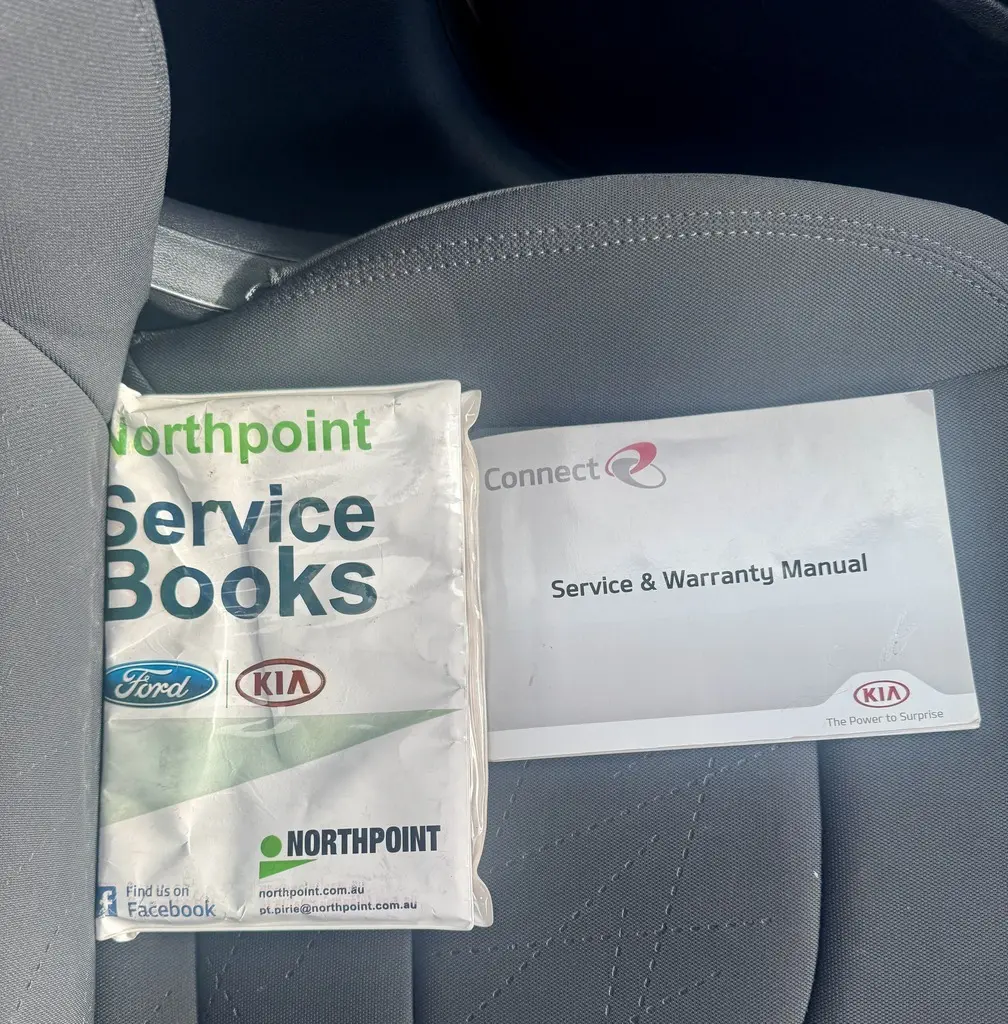 Northpoint
Service
Books
Ford
KIA
NORTHPOINT
northpoint.com.au
pt.pirie@northpoint.com.au
f
Find us on
Facebook
Connect
Service & Warranty Manual
KIA
The Power to Surprise